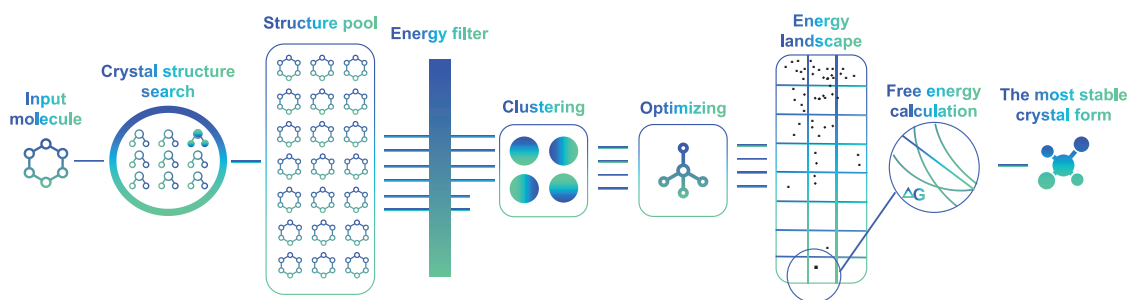 Input
molecule
Crystal structure
search
Structure pool
Energy filter
Clustering
Optimizing
Energy
landscape
Free energy
calculation
ΔG
The most stable
crystal form